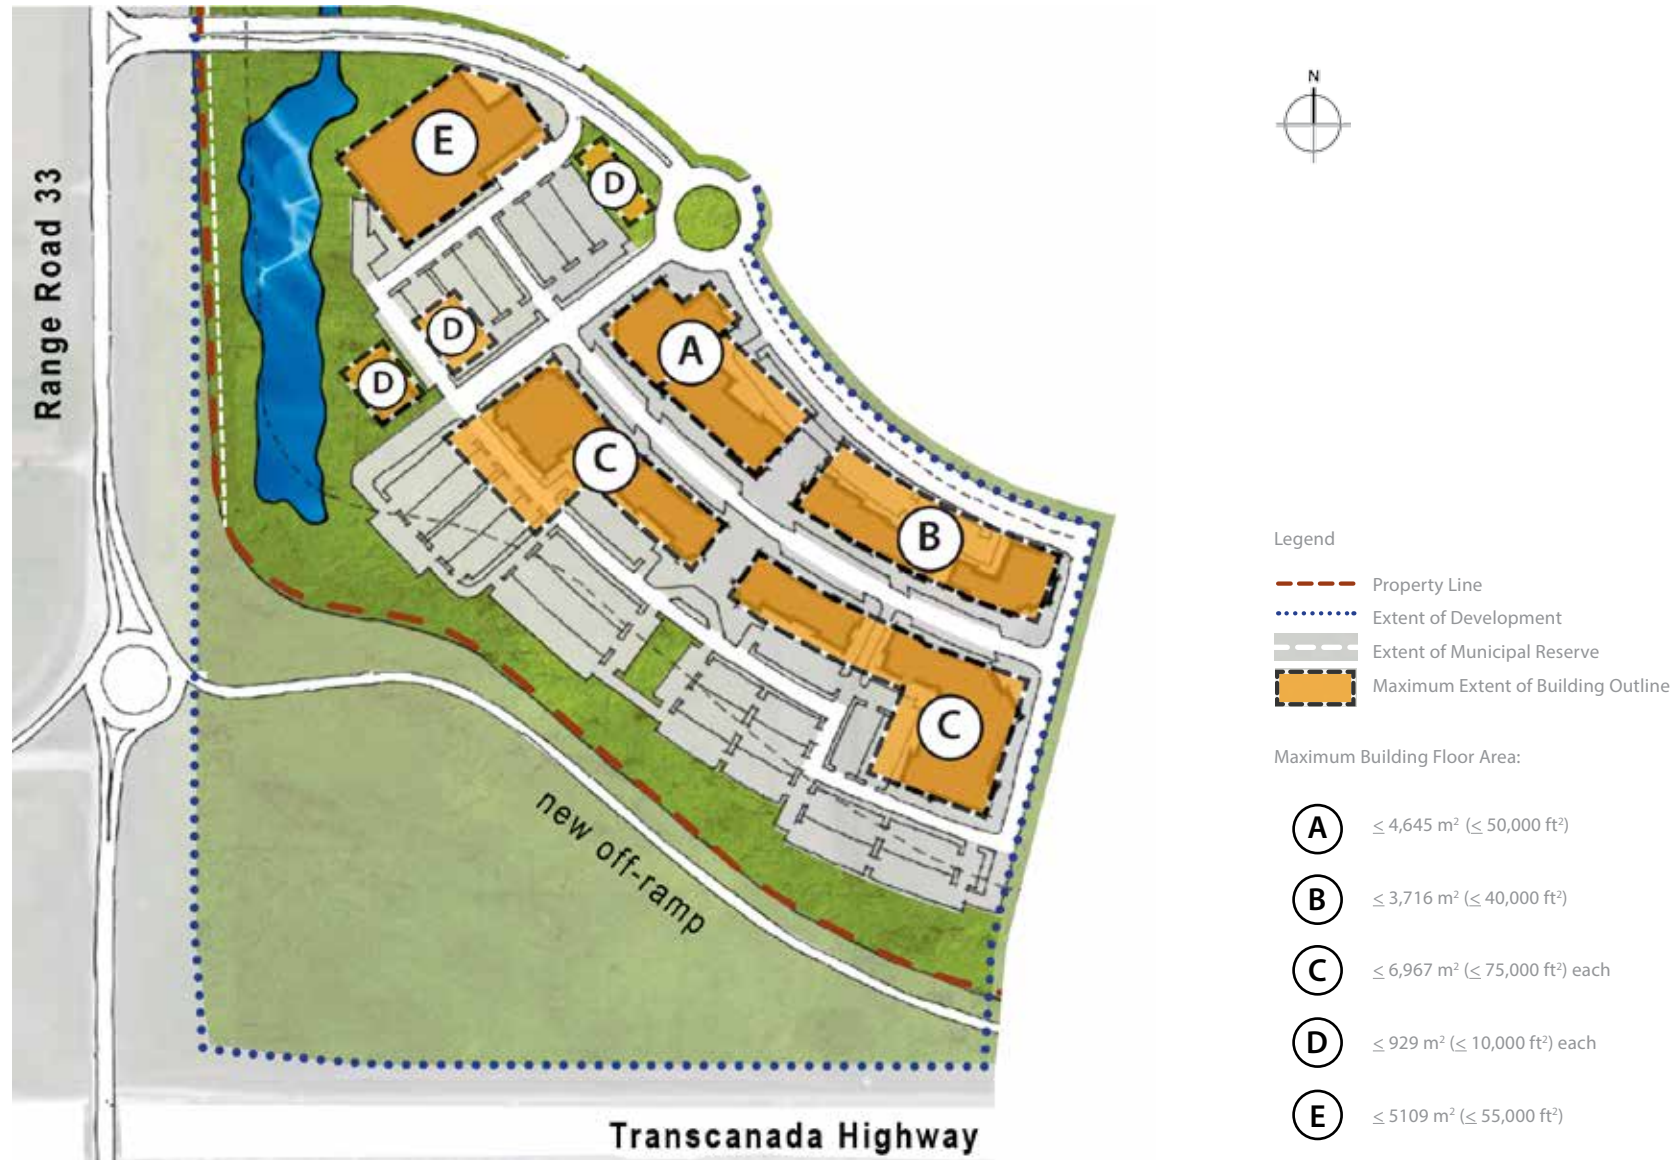 N
Range Road 33
E
D
D
D
A
C
B
C
new off-ramp
Transcanada Highway
Legend
Property Line
Extent of Development
Extent of Municipal Reserve
Maximum Extent of Building Outline
Maximum Building Floor Area:
A ≤ 4,645 m² (≤ 50,000 ft²)
B ≤ 3,716 m² (≤ 40,000 ft²)
C ≤ 6,967 m² (≤ 75,000 ft²) each
D ≤ 929 m² (≤ 10,000 ft²) each
E ≤ 5109 m² (≤ 55,000 ft²)